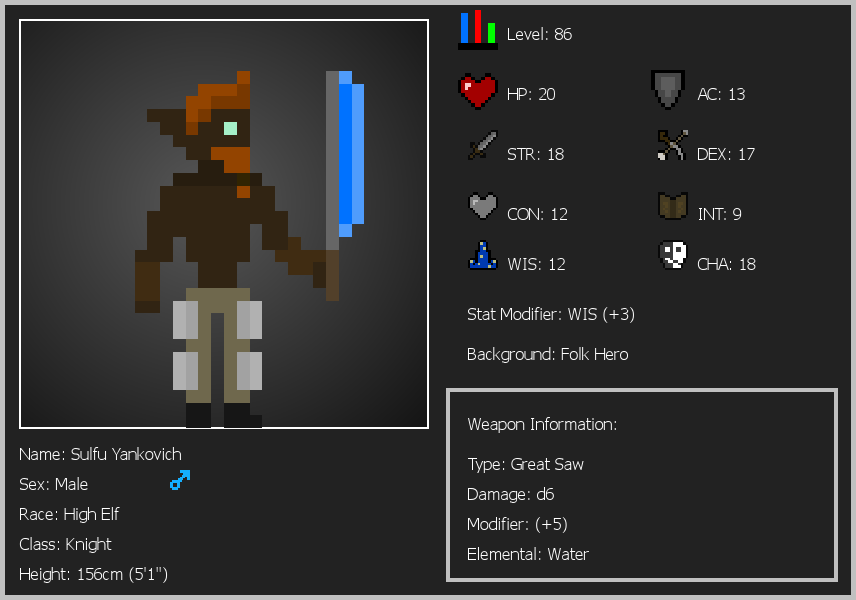 Level: 86
HP: 20
AC: 13
STR: 18
DEX: 17
CON: 12
INT: 9
WIS: 12
CHA: 18
Stat Modifier: WIS (+3)
Background: Folk Hero
Weapon Information:
Type: Great Saw
Damage: d6
Modifier: (+5)
Elemental: Water
Name: Sulfu Yankovich
Sex: Male
Race: High Elf
Class: Knight
Height: 156cm (5'1")